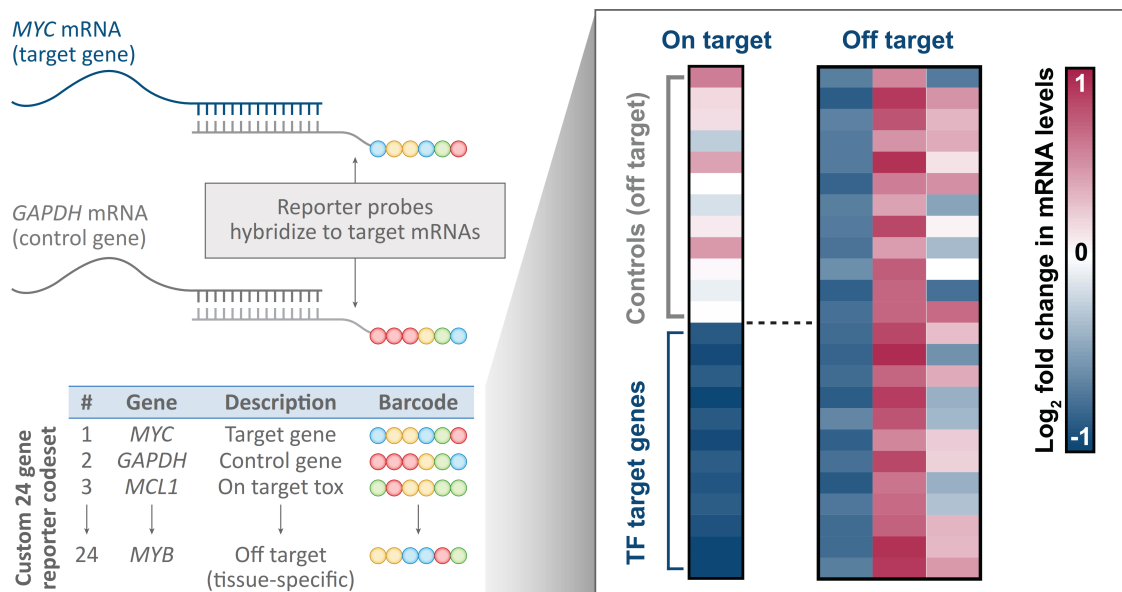 MYC mRNA
(target gene)
GAPDH mRNA
(control gene)
Reporter probes
hybridize to target mRNAs
Custom 24 gene
reporter codeset
# Gene Description Barcode
1 MYC Target gene
2 GAPDH Control gene
3 MCL1 On target tox
24 MYB Off target
(tissue-specific)
On target Off target
Controls (off target)
TF target genes
1
0
-1
Log2 fold change in mRNA levels